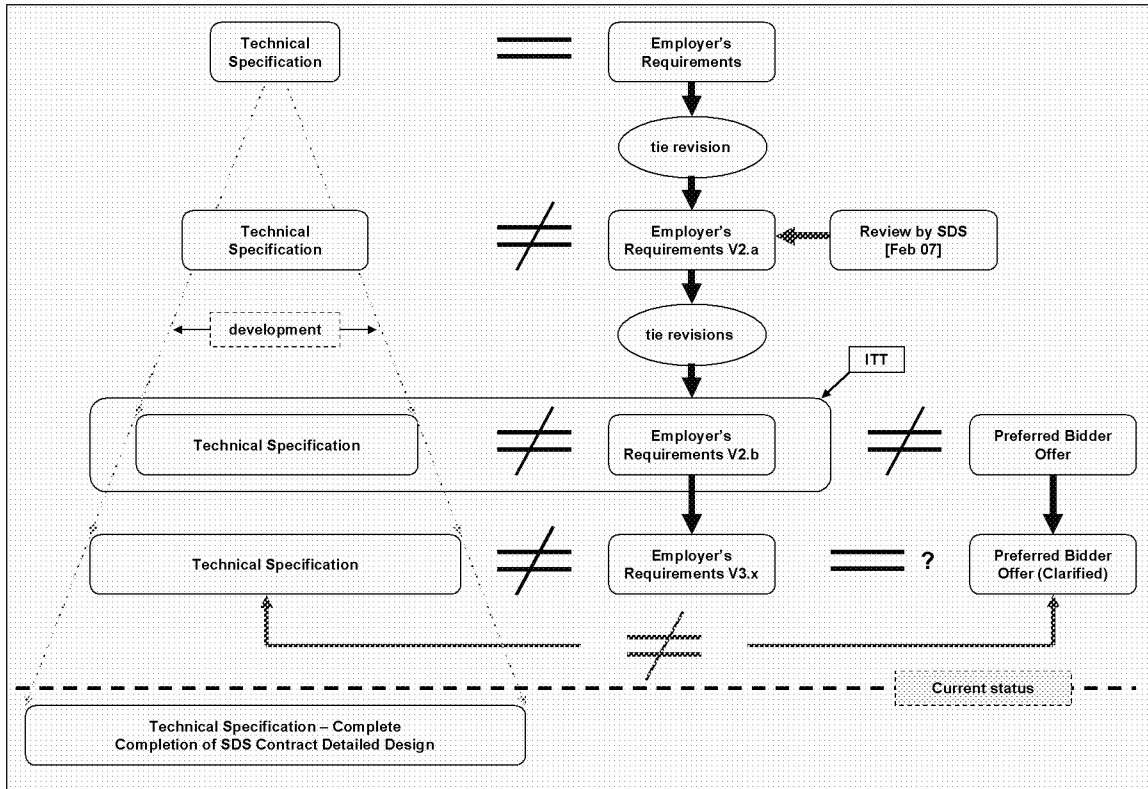 Technical
Specification
Employer's
Requirements
tie revision
Technical
Specification
Employer's
Requirements V2.a
Review by SDS
[Feb 07]
development
tie revisions
ITT
Technical Specification
Employer's
Requirements V2.b
Preferred Bidder
Offer
Technical Specification
Employer's
Requirements V3.x
?
Preferred Bidder
Offer (Clarified)
Current status
Technical Specification – Complete
Completion of SDS Contract Detailed Design